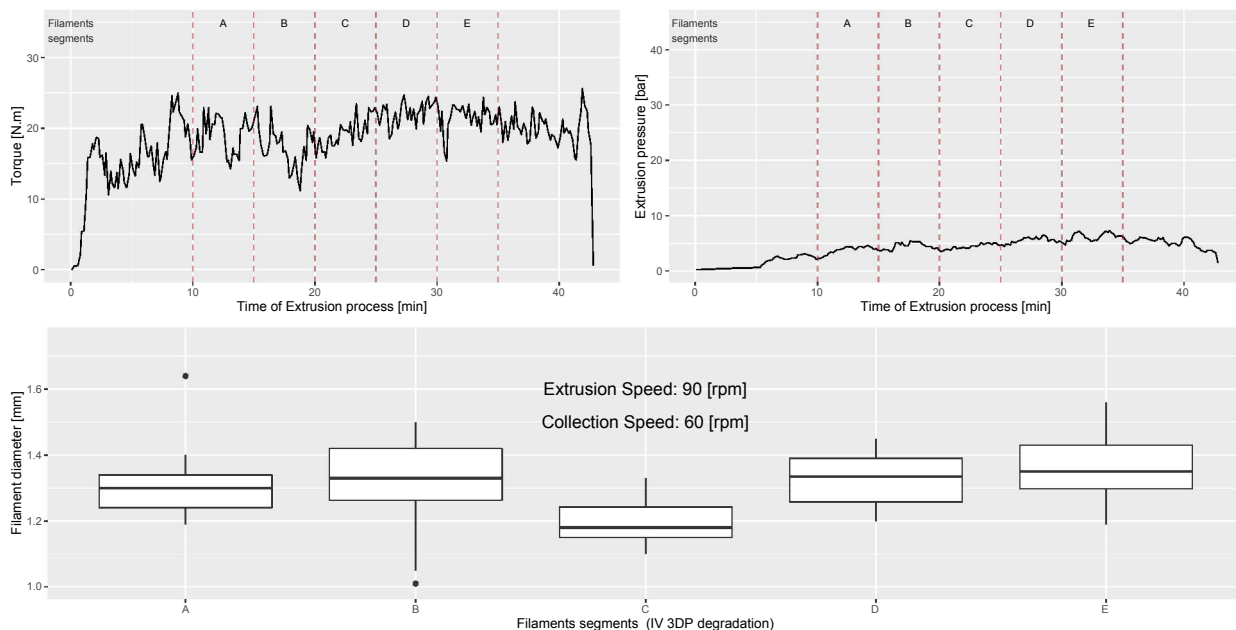 Filaments
segments
A B C D E
30
20
10
0
Torque [N.m]
0 10 20 30 40
Time of Extrusion process [min]
Filaments
segments
A B C D E
40
30
20
10
0
Extrusion pressure [bar]
0 10 20 30 40
Time of Extrusion process [min]
Extrusion Speed: 90 [rpm]
Collection Speed: 60 [rpm]
1.6
1.4
1.2
1.0
Filament diameter [mm]
A B C D E
Filaments segments (IV 3DP degradation)